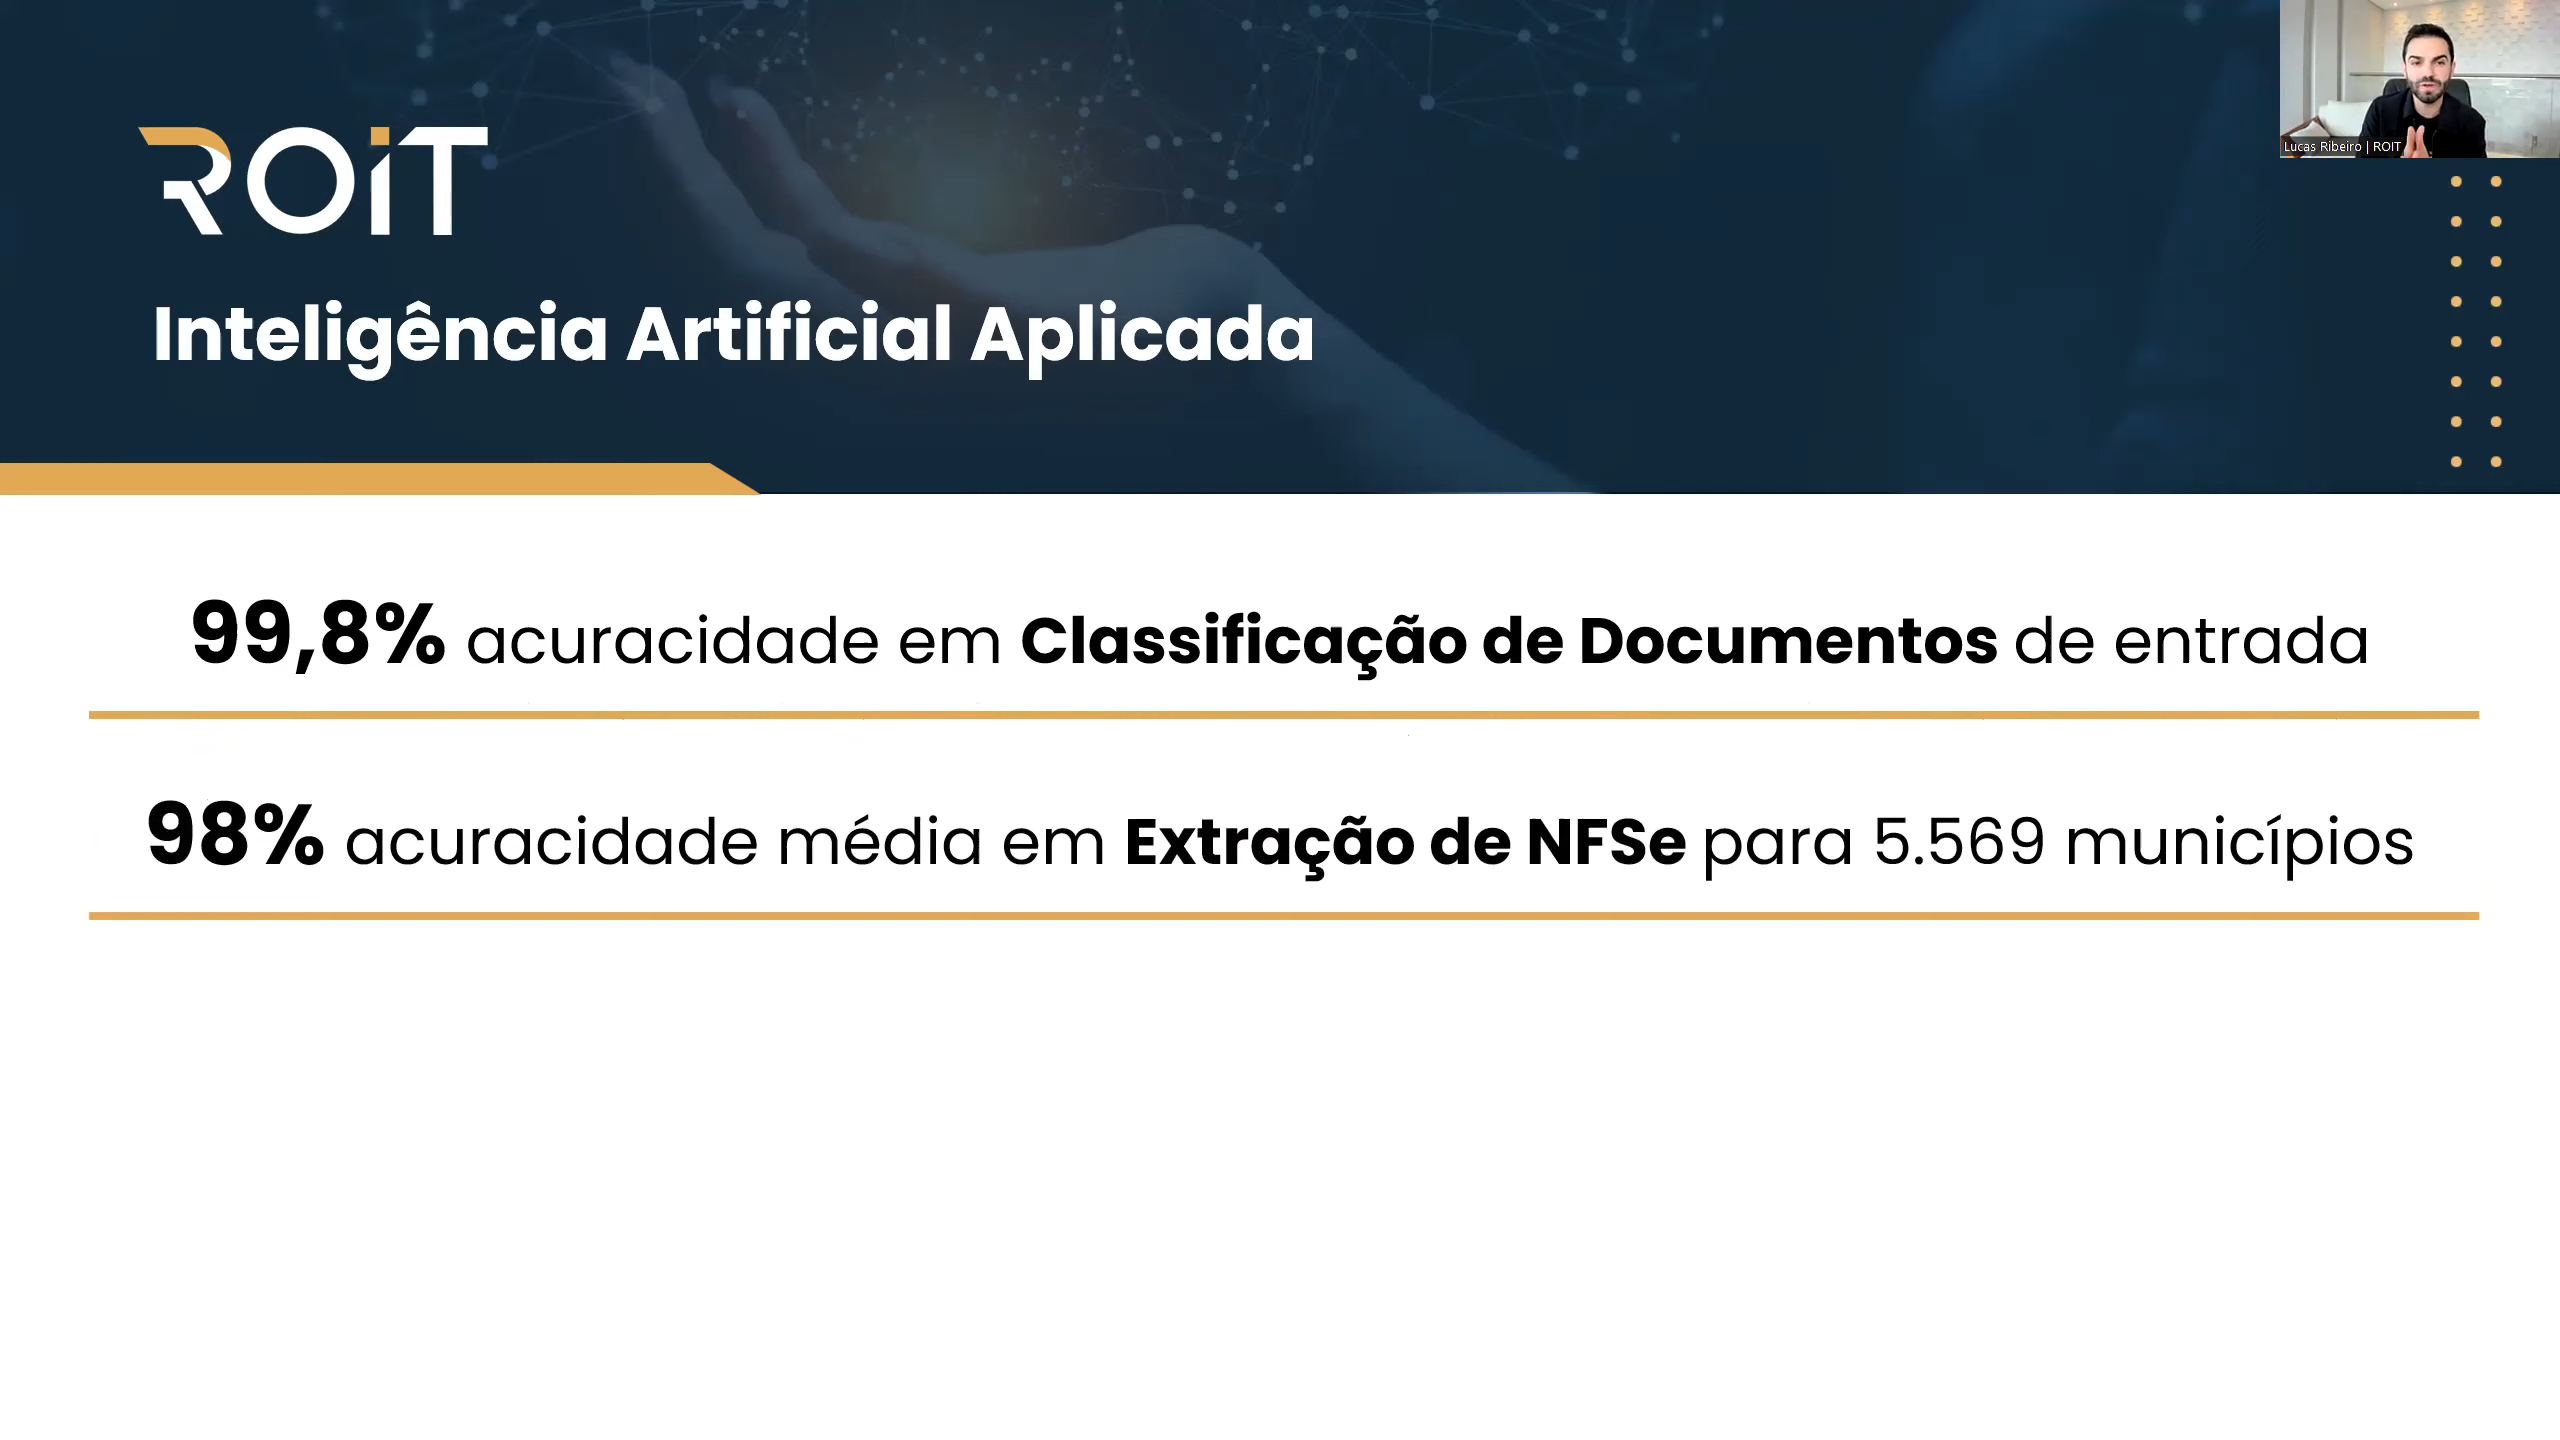 Lucas Ribeiro | ROIT
ROiT
Inteligência Artificial Aplicada
99,8% acuracidade em Classificação de Documentos de entrada
98% acuracidade média em Extração de NFSe para 5.569 municípios